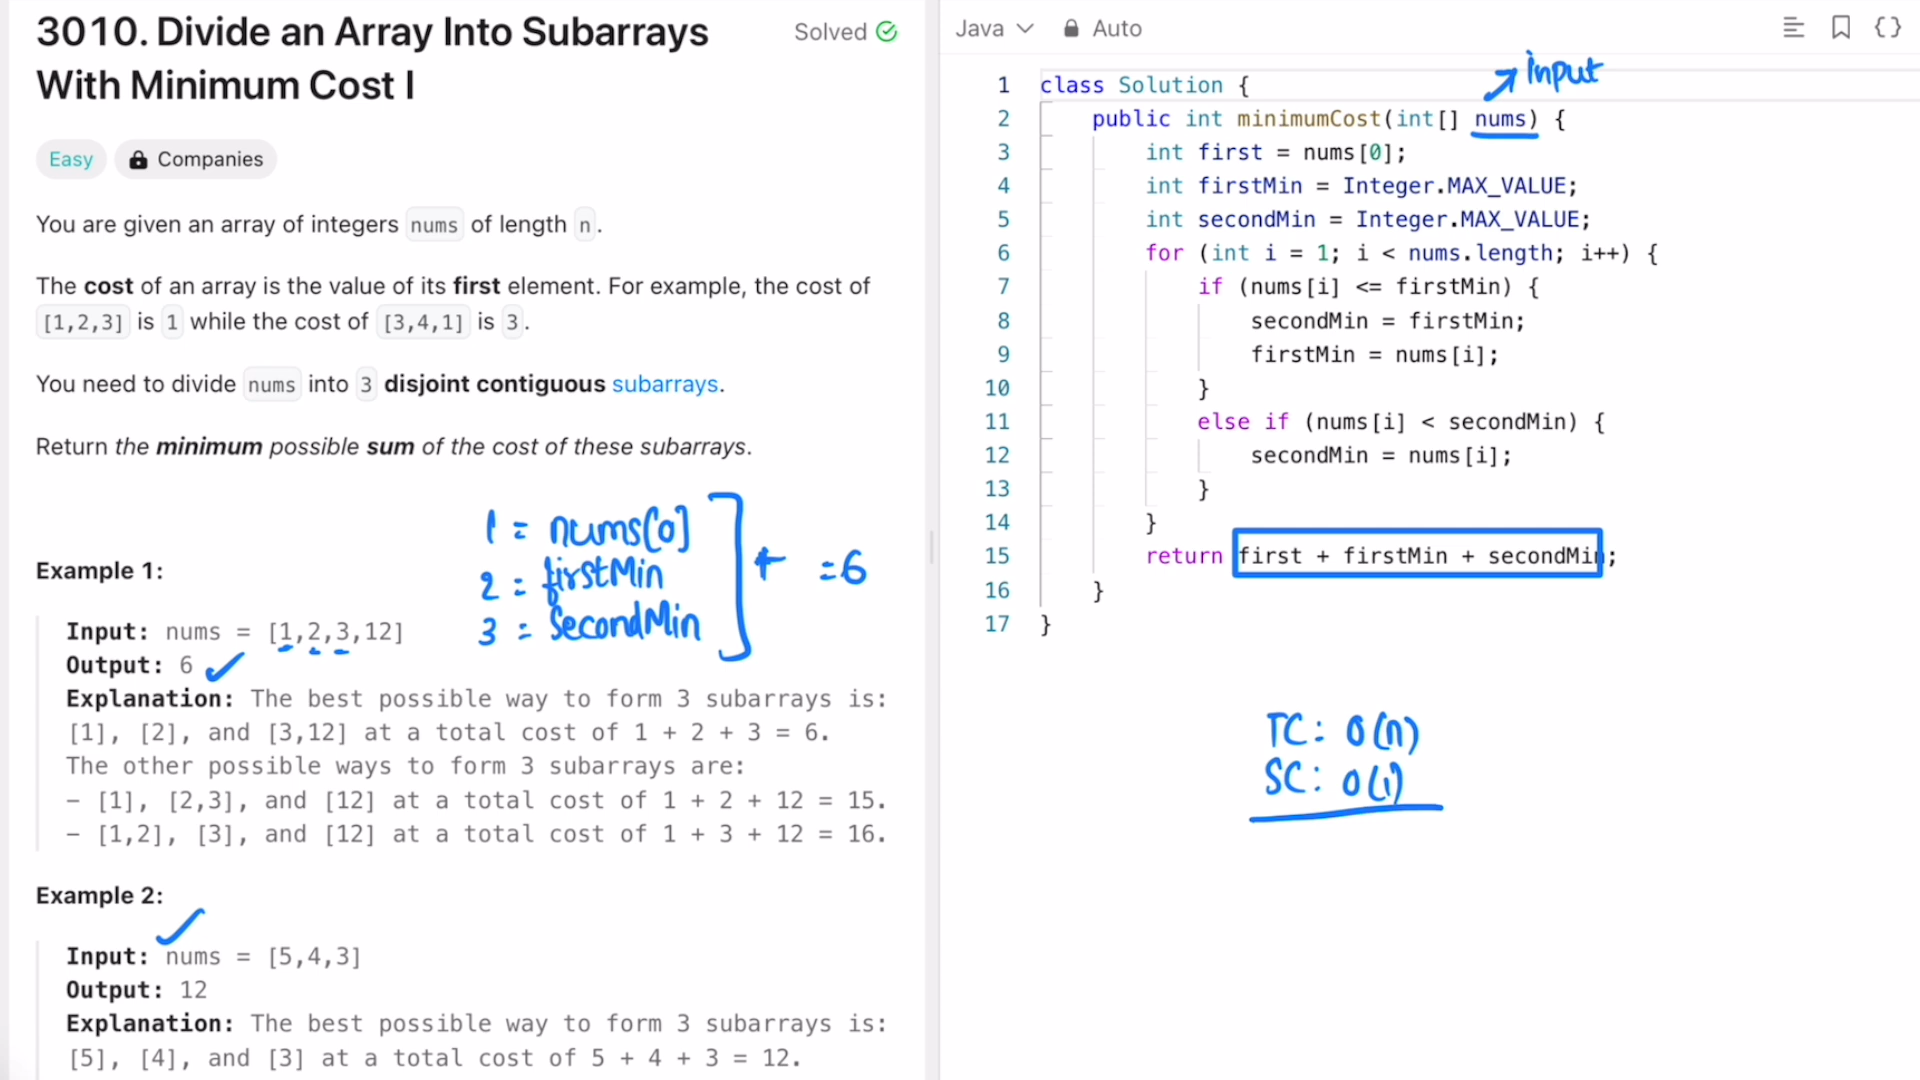 3010. Divide an Array Into Subarrays
With Minimum Cost I
Solved
Easy
Companies
You are given an array of integers nums of length n.
The cost of an array is the value of its first element. For example, the cost of
[1,2,3] is 1 while the cost of [3,4,1] is 3.
You need to divide nums into 3 disjoint contiguous subarrays.
Return the minimum possible sum of the cost of these subarrays.
1 = nums[0]
2 = firstMin
3 = SecondMin
+ =6
Example 1:
Input: nums = [1,2,3,12]
Output: 6
Explanation: The best possible way to form 3 subarrays is:
[1], [2], and [3,12] at a total cost of 1 + 2 + 3 = 6.
The other possible ways to form 3 subarrays are:
- [1], [2,3], and [12] at a total cost of 1 + 2 + 12 = 15.
- [1,2], [3], and [12] at a total cost of 1 + 3 + 12 = 16.
Example 2:
Input: nums = [5,4,3]
Output: 12
Explanation: The best possible way to form 3 subarrays is:
[5], [4], and [3] at a total cost of 5 + 4 + 3 = 12.
Java
Auto
input
1 class Solution {
2 public int minimumCost(int[] nums) {
3 int first = nums[0];
4 int firstMin = Integer.MAX_VALUE;
5 int secondMin = Integer.MAX_VALUE;
6 for (int i = 1; i < nums.length; i++) {
7 if (nums[i] <= firstMin) {
8 secondMin = firstMin;
9 firstMin = nums[i];
10 }
11 else if (nums[i] < secondMin) {
12 secondMin = nums[i];
13 }
14 }
15 return first + firstMin + secondMin;
16 }
17 }
TC: O(n)
SC: O(1)